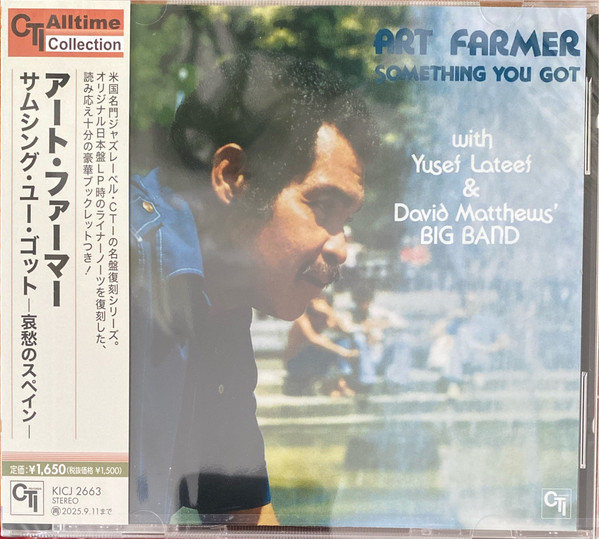 CTI Alltime
Collection
アート・ファーマー
サムシング・ユー・ゴット―哀愁のスペイン―
米国名門ジャズレーベル・CTIの名盤復刻シリーズ。
オリジナル日本盤LP時のライナーノーツを復刻した、
読み応え十分の豪華ブックレットつき！
定価：¥1,650(税抜価格 ¥1,500)
CTI
KICJ 2663
STEREO
再 2025.9.11まで
ART FARMER
SOMETHING YOU GOT
with
Yusef Lateef
&
David Matthews'
BIG BAND
CTI